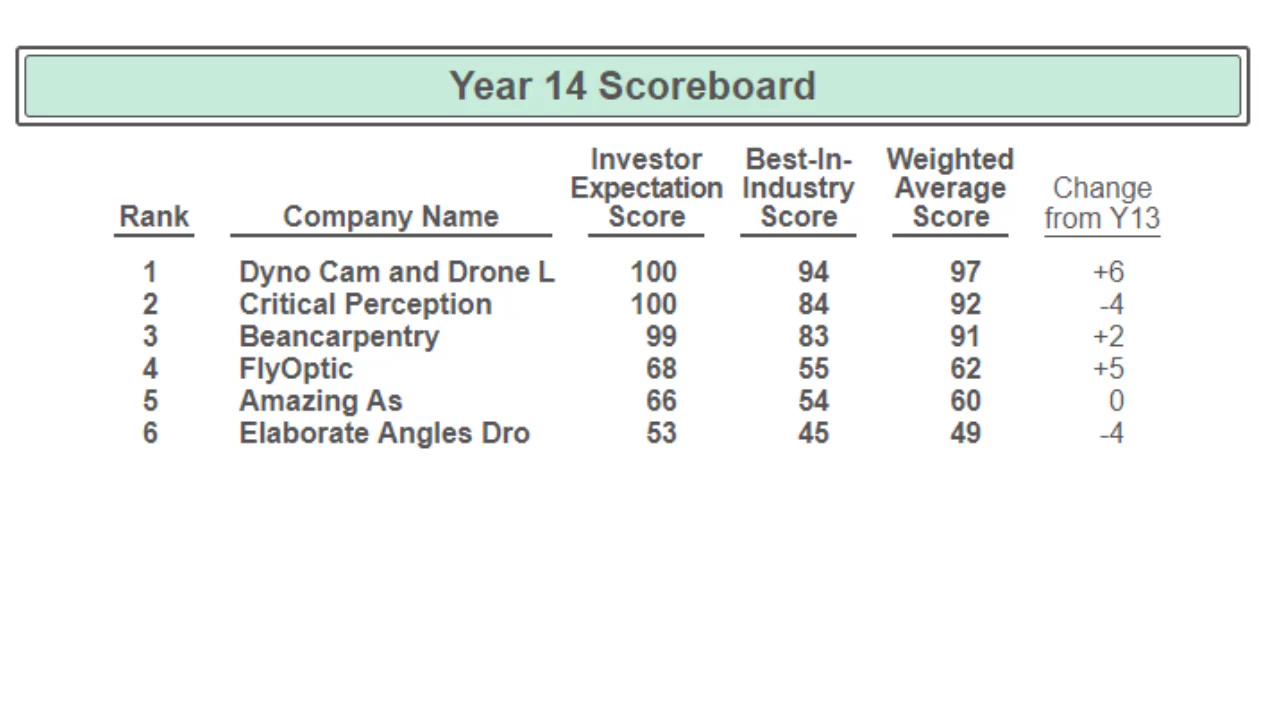 Year 14 Scoreboard
Investor Best-In- Weighted
Expectation Industry Average Change
Rank Company Name Score Score Score from Y13
1 Dyno Cam and Drone L 100 94 97 +6
2 Critical Perception 100 84 92 -4
3 Beancarpentry 99 83 91 +2
4 FlyOptic 68 55 62 +5
5 Amazing As 66 54 60 0
6 Elaborate Angles Dro 53 45 49 -4